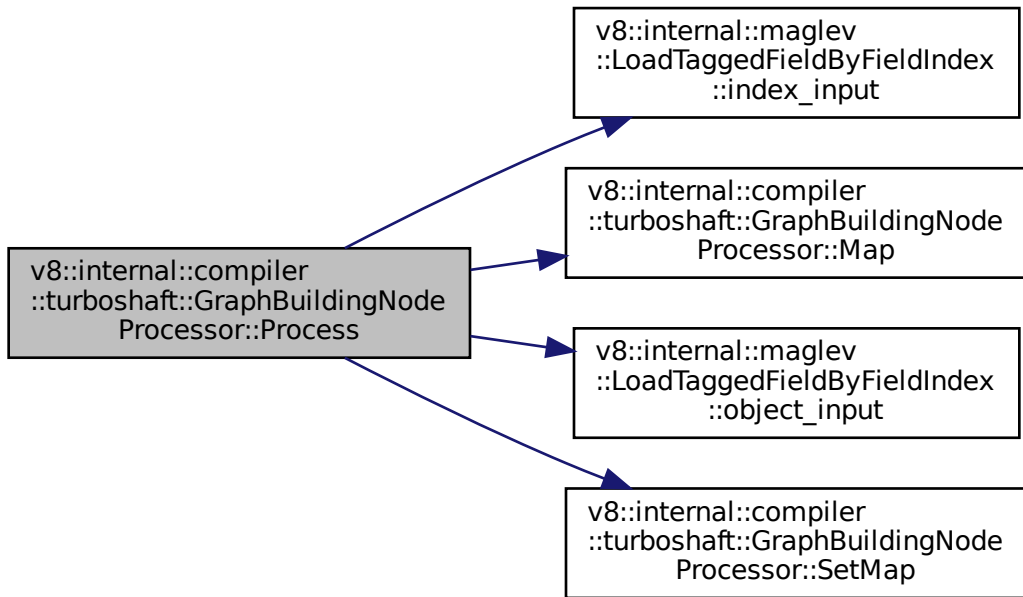 v8::internal::maglev
::LoadTaggedFieldByFieldIndex
::index_input
v8::internal::compiler
::turboshaft::GraphBuildingNode
Processor::Map
v8::internal::compiler
::turboshaft::GraphBuildingNode
Processor::Process
v8::internal::maglev
::LoadTaggedFieldByFieldIndex
::object_input
v8::internal::compiler
::turboshaft::GraphBuildingNode
Processor::SetMap